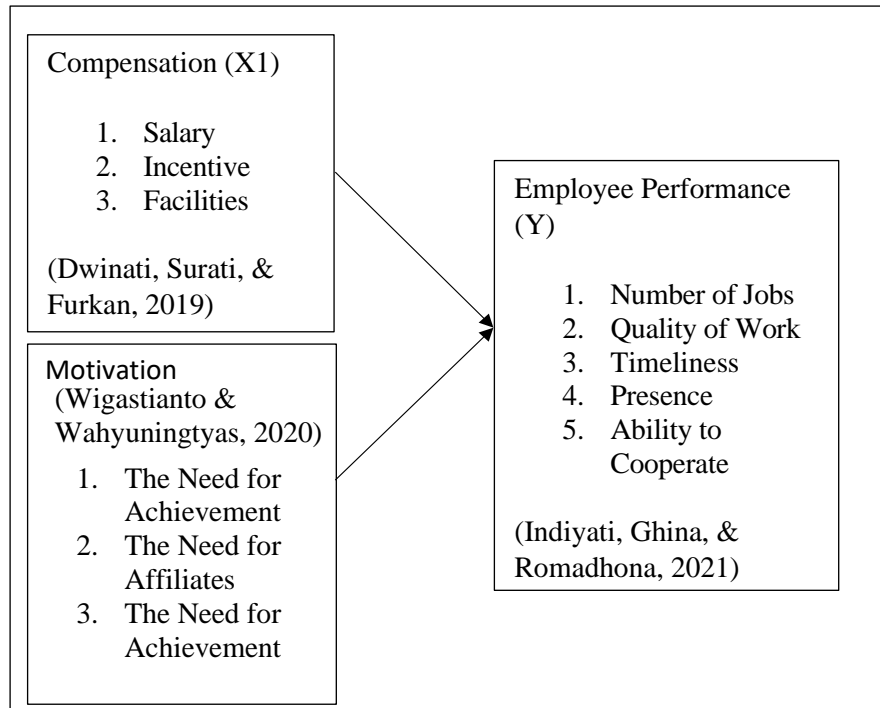 Compensation (X1)
1. Salary
2. Incentive
3. Facilities
(Dwinati, Surati, &
Furkan, 2019)
Motivation
(Wigastianto &
Wahyuningtyas, 2020)
1. The Need for
Achievement
2. The Need for
Affiliates
3. The Need for
Achievement
Employee Performance
(Y)
1. Number of Jobs
2. Quality of Work
3. Timeliness
4. Presence
5. Ability to
Cooperate
(Indiyati, Ghina, &
Romadhona, 2021)